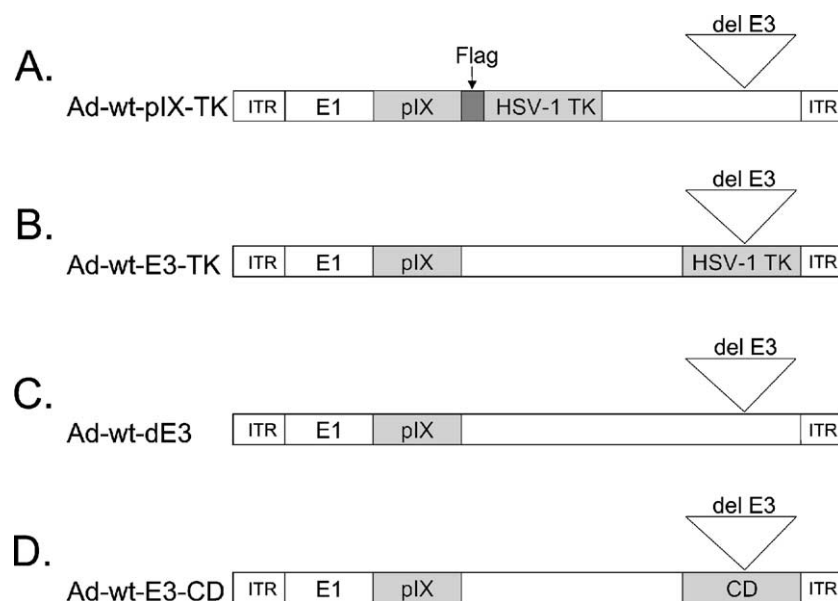 del E3
Flag
A.
Ad-wt-pIX-TK ITR E1 pIX HSV-1 TK ITR
del E3
B.
Ad-wt-E3-TK ITR E1 pIX HSV-1 TK ITR
del E3
C.
Ad-wt-dE3 ITR E1 pIX ITR
del E3
D.
Ad-wt-E3-CD ITR E1 pIX CD ITR